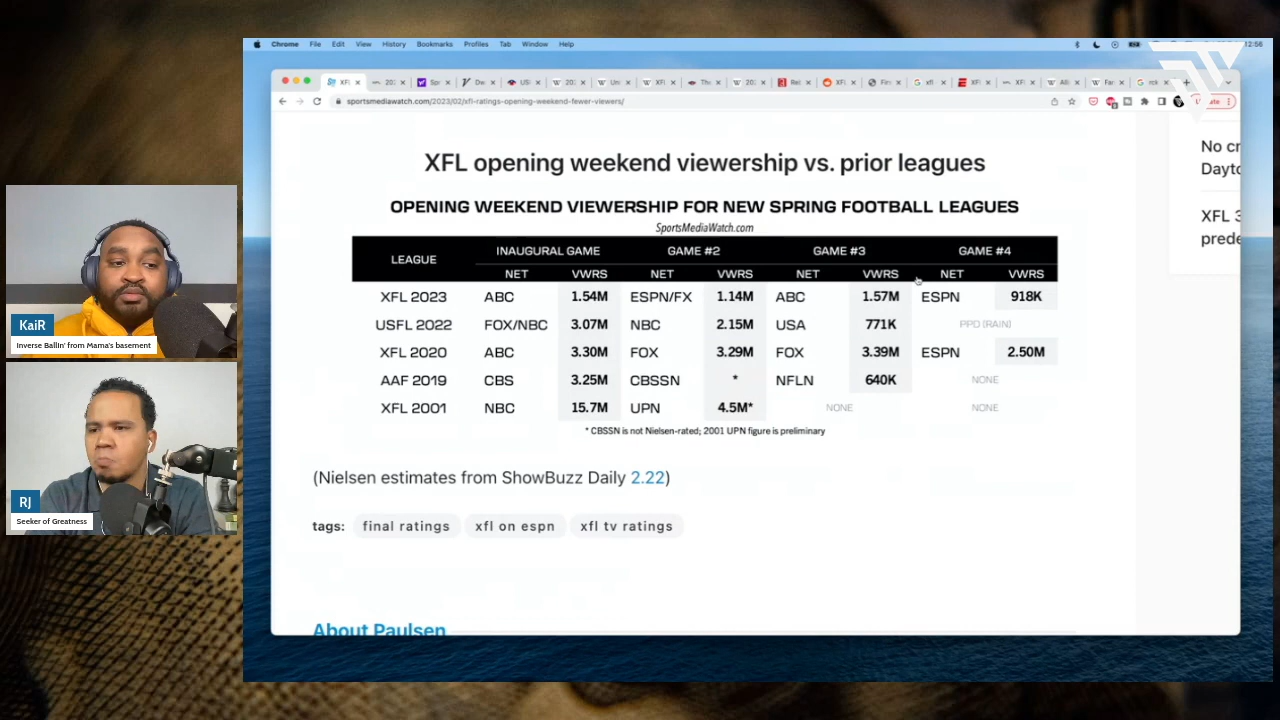 Chrome File Edit View History Bookmarks Profiles Tab Window Help
12:56
sportsmediawatch.com/2023/02/xfl-ratings-opening-weekend-fewer-viewers/
XFL opening weekend viewership vs. prior leagues
OPENING WEEKEND VIEWERSHIP FOR NEW SPRING FOOTBALL LEAGUES
SportsMediaWatch.com
LEAGUE INAUGURAL GAME GAME #2 GAME #3 GAME #4
NET VWRS NET VWRS NET VWRS NET VWRS
XFL 2023 ABC 1.54M ESPN/FX 1.14M ABC 1.57M ESPN 918K
USFL 2022 FOX/NBC 3.07M NBC 2.15M USA 771K PPD (RAIN)
XFL 2020 ABC 3.30M FOX 3.29M FOX 3.39M ESPN 2.50M
AAF 2019 CBS 3.25M CBSSN * NFLN 640K NONE
XFL 2001 NBC 15.7M UPN 4.5M* NONE NONE
* CBSSN is not Nielsen-rated; 2001 UPN figure is preliminary
(Nielsen estimates from ShowBuzz Daily 2.22)
tags: final ratings xfl on espn xfl tv ratings
About Paulsen
No cr
Dayto
XFL 3
prede
KaiR
Inverse Ballin' from Mama's basement
RJ
Seeker of Greatness